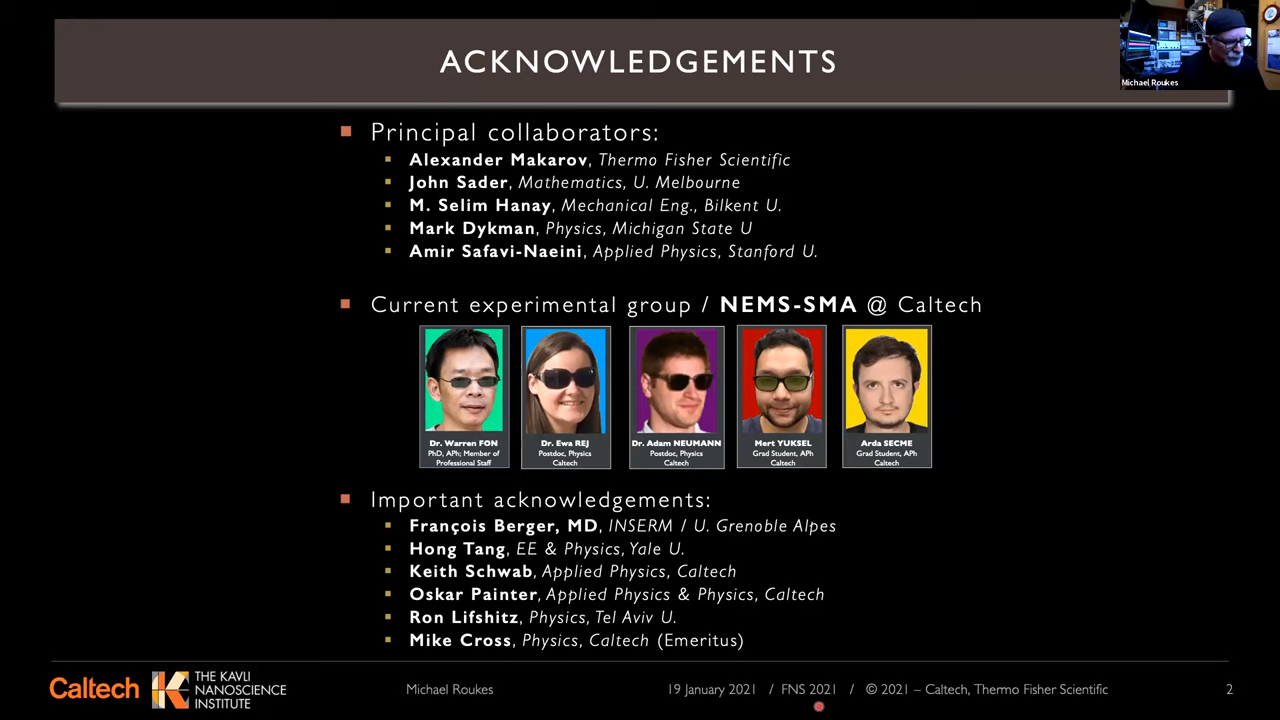 ACKNOWLEDGEMENTS
Michael Roukes
Principal collaborators:
Alexander Makarov, Thermo Fisher Scientific
John Sader, Mathematics, U. Melbourne
M. Selim Hanay, Mechanical Eng., Bilkent U.
Mark Dykman, Physics, Michigan State U
Amir Safavi-Naeini, Applied Physics, Stanford U.
Current experimental group / NEMS-SMA @ Caltech
Dr. Warren FON
PhD, APh; Member of
Professional Staff
Dr. Ewa REJ
Postdoc, Physics
Caltech
Dr. Adam NEUMANN
Postdoc, Physics
Caltech
Mert YUKSEL
Grad Student, APh
Caltech
Arda SECME
Grad Student, APh
Caltech
Important acknowledgements:
François Berger, MD, INSERM / U. Grenoble Alpes
Hong Tang, EE & Physics, Yale U.
Keith Schwab, Applied Physics, Caltech
Oskar Painter, Applied Physics & Physics, Caltech
Ron Lifshitz, Physics, Tel Aviv U.
Mike Cross, Physics, Caltech (Emeritus)
Caltech
THE KAVLI
NANOSCIENCE
INSTITUTE
Michael Roukes
19 January 2021 / FNS 2021 / © 2021 – Caltech, Thermo Fisher Scientific
2